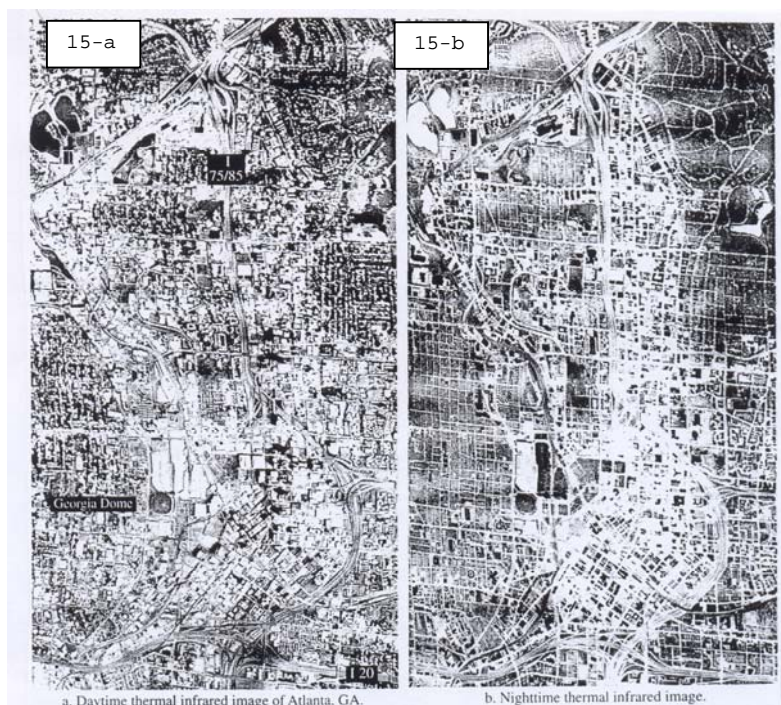 15-a
15-b
I
75/85
Georgia Dome
I 20
a. Daytime thermal infrared image of Atlanta, GA.
b. Nighttime thermal infrared image.